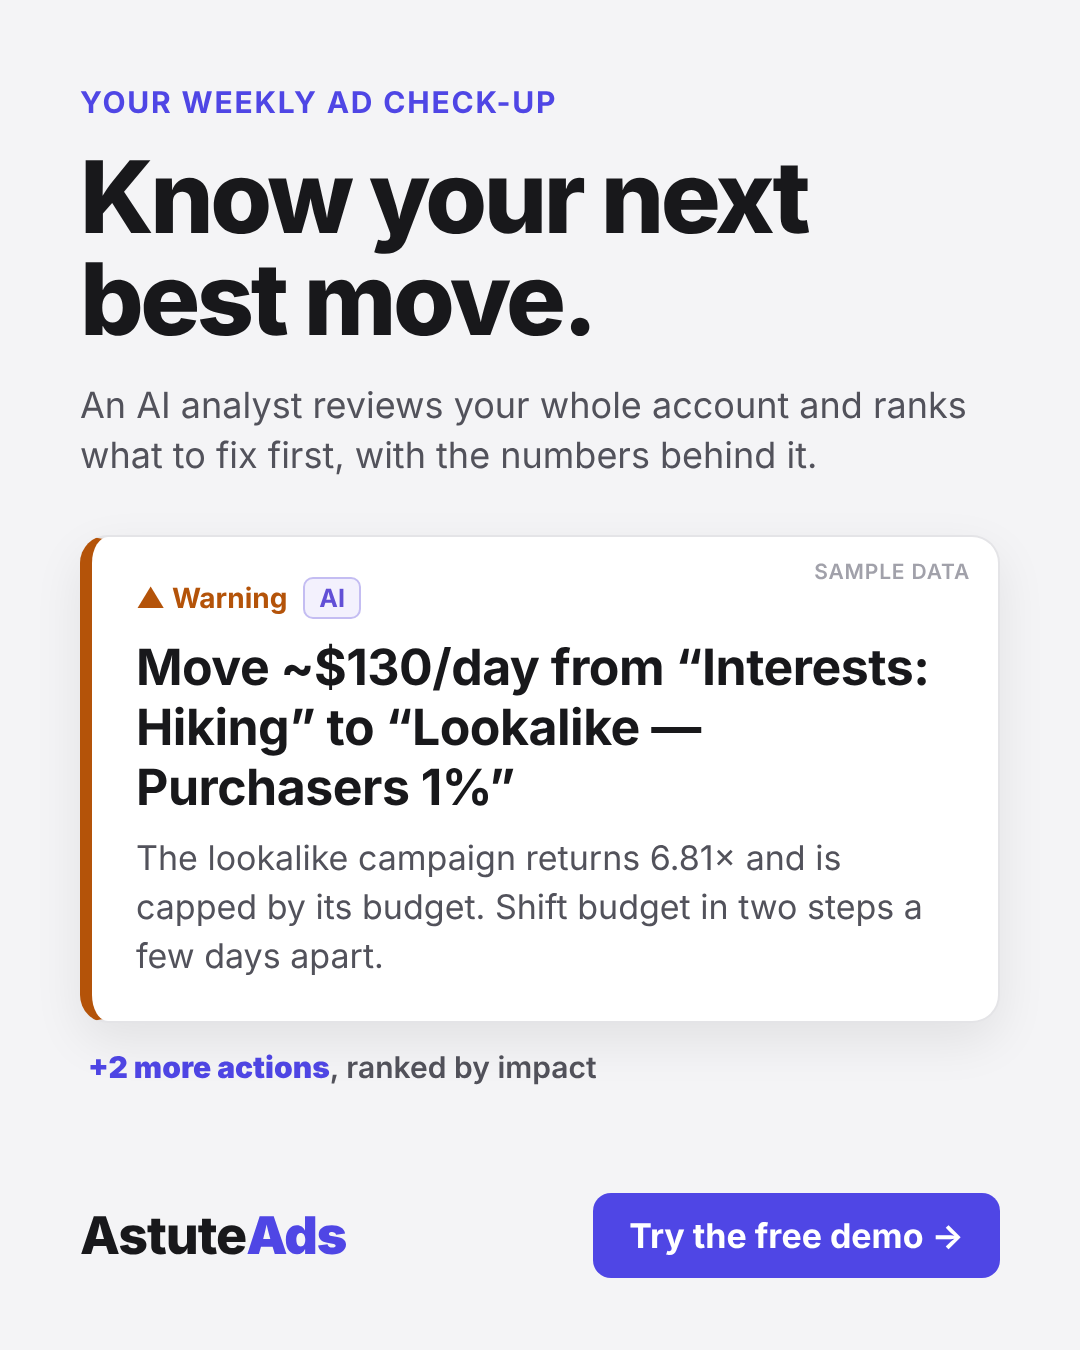 YOUR WEEKLY AD CHECK-UP
Know your next
best move.
An AI analyst reviews your whole account and ranks
what to fix first, with the numbers behind it.
SAMPLE DATA
Warning AI
Move ~$130/day from “Interests:
Hiking” to “Lookalike —
Purchasers 1%”
The lookalike campaign returns 6.81× and is
capped by its budget. Shift budget in two steps a
few days apart.
+2 more actions, ranked by impact
AstuteAds
Try the free demo →